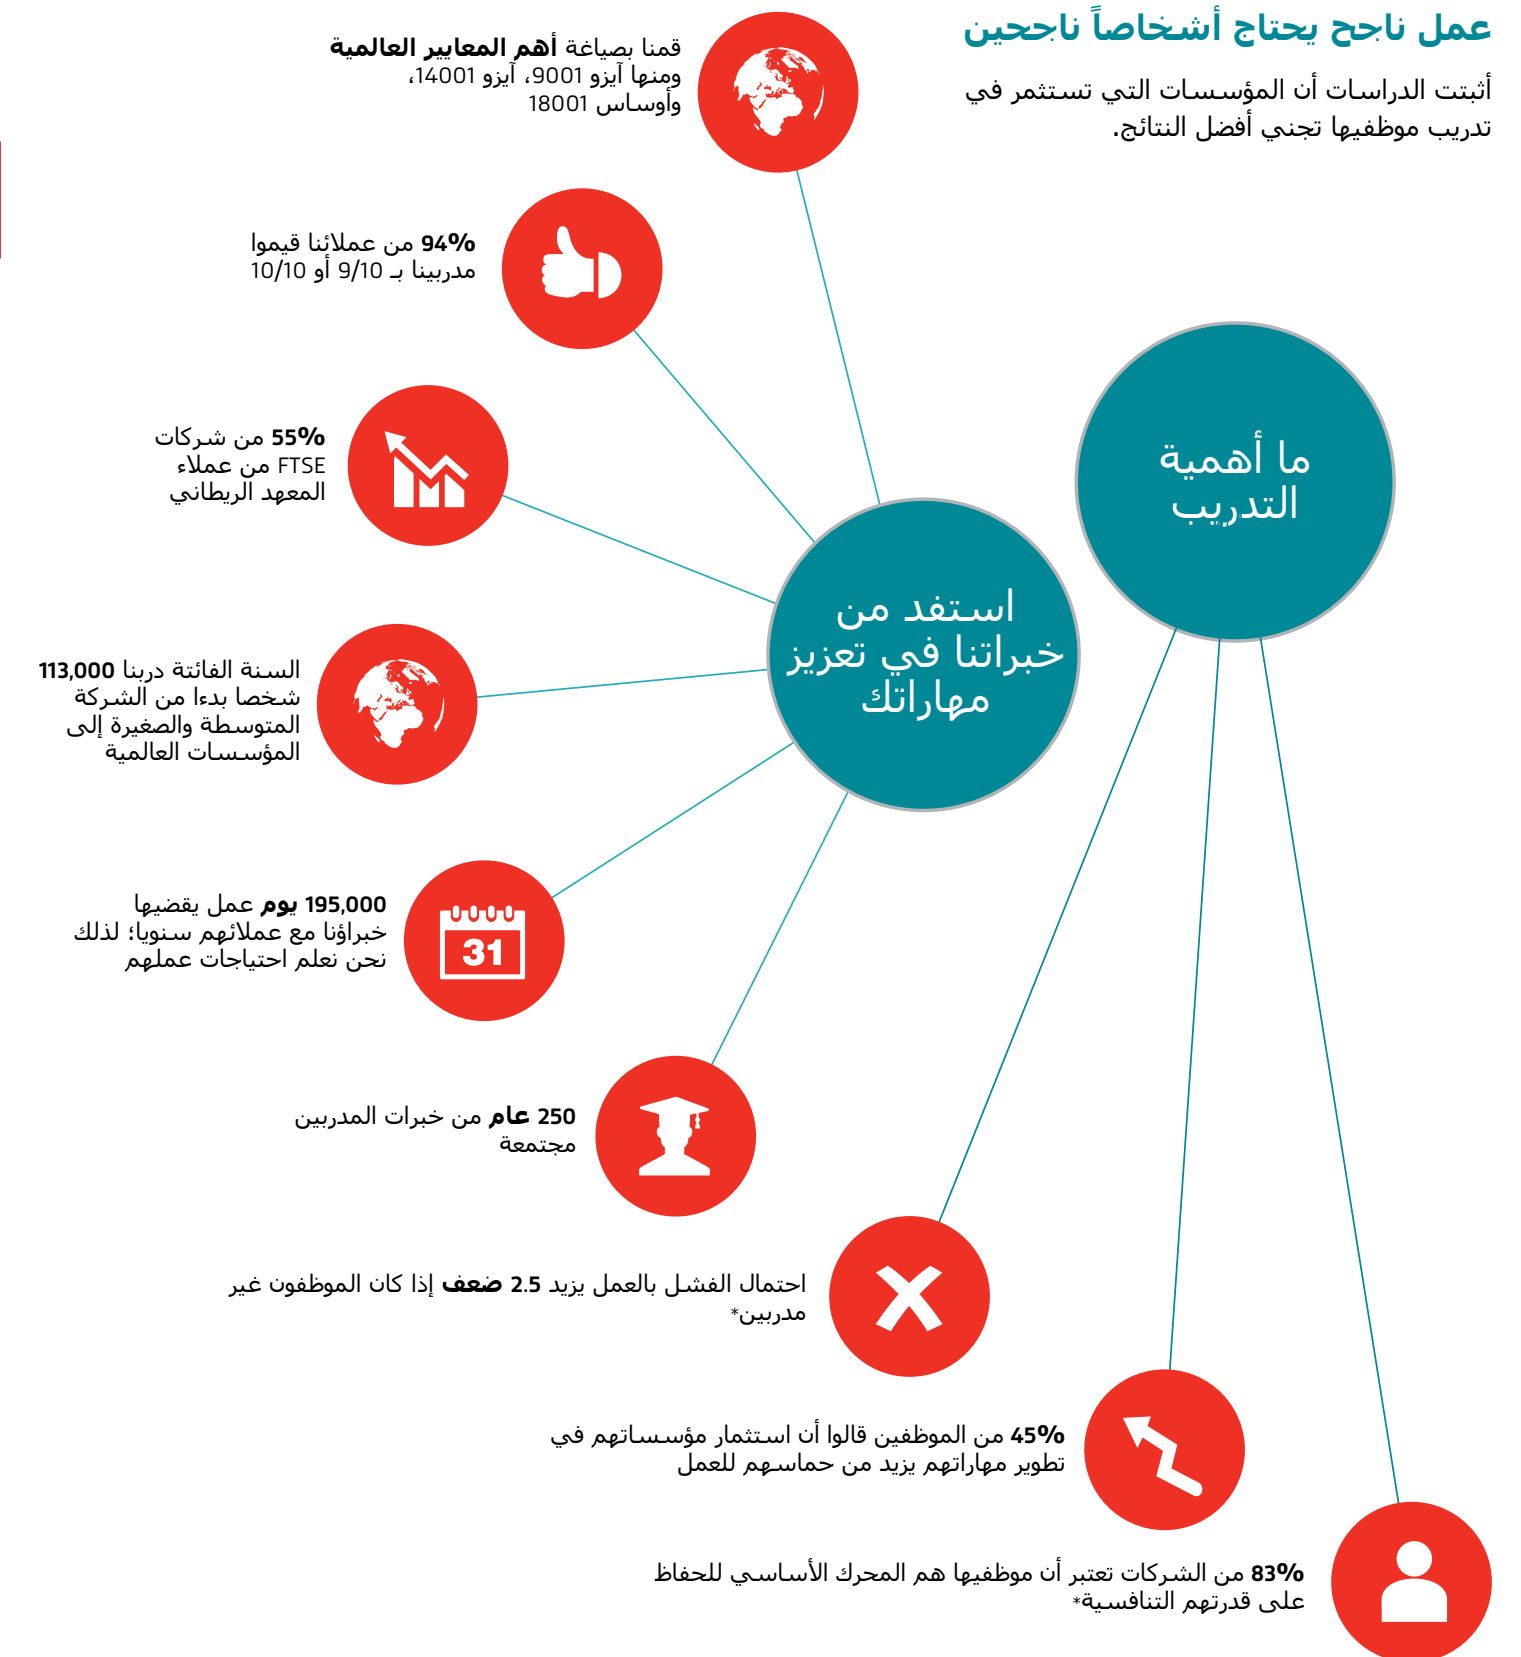 عمل ناجح يحتاج أشخاصاً ناجحين
أثبتت الدراسات أن المؤسسات التي تستثمر في
تدريب موظفيها تجني أفضل النتائج.
قمنا بصياغة أهم المعايير العالمية
ومنها آيزو 9001، آيزو 14001،
وأوساس 18001
94% من عملائنا قيموا
مدربينا بـ 9/10 أو 10/10
55% من شركات
FTSE من عملاء
المعهد الريطاني
ما أهمية
التدريب
استفد من
خبراتنا في تعزيز
مهاراتك
السنة الفائتة دربنا 113,000
شخصا بدءا من الشركة
المتوسطة والصغيرة إلى
المؤسسات العالمية
195,000 يوم عمل يقضيها
خبراؤنا مع عملائهم سنويا؛ لذلك
نحن نعلم احتياجات عملهم
31
250 عام من خبرات المدربين
مجتمعة
احتمال الفشل بالعمل يزيد 2.5 ضعف إذا كان الموظفون غير
مدربين*
45% من الموظفين قالوا أن استثمار مؤسساتهم في
تطوير مهاراتهم يزيد من حماسهم للعمل
83% من الشركات تعتبر أن موظفيها هم المحرك الأساسي للحفاظ
على قدرتهم التنافسية*